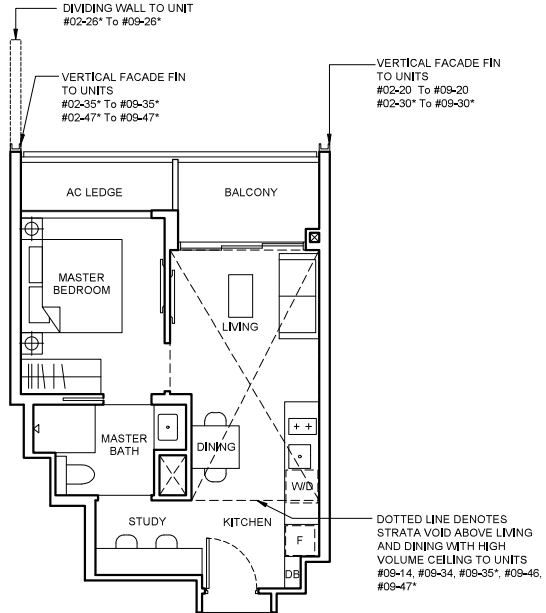 DIVIDING WALL TO UNIT
#02-26* To #09-26*
VERTICAL FACADE FIN
TO UNITS
#02-35* To #09-35*
#02-47* To #09-47*
VERTICAL FACADE FIN
TO UNITS
#02-20 To #09-20
#02-30* To #09-30*
AC LEDGE
BALCONY
MASTER
BEDROOM
LIVING
MASTER
BATH
DINING
W/D
STUDY
KITCHEN
F
DB
DOTTED LINE DENOTES
STRATA VOID ABOVE LIVING
AND DINING WITH HIGH
VOLUME CEILING TO UNITS
#09-14, #09-34, #09-35*, #09-46,
#09-47*